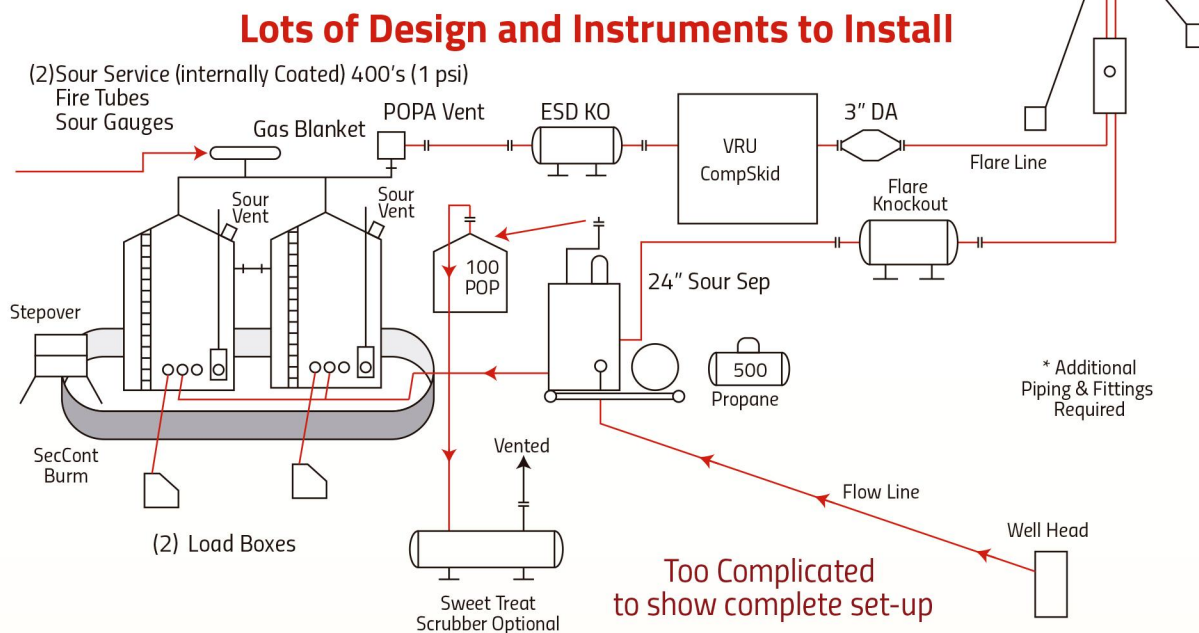 Lots of Design and Instruments to Install
(2)Sour Service (internally Coated) 400's (1 psi)
Fire Tubes
Sour Gauges
Gas Blanket
POPA Vent
ESD KO
VRU
CompSkid
3" DA
Flare Line
Flare
Knockout
Sour
Vent
Sour
Vent
100
POP
24" Sour Sep
Stepover
500
Propane
* Additional
Piping & Fittings
Required
SecCont
Burm
Vented
Flow Line
Well Head
(2) Load Boxes
Sweet Treat
Scrubber Optional
Too Complicated
to show complete set-up